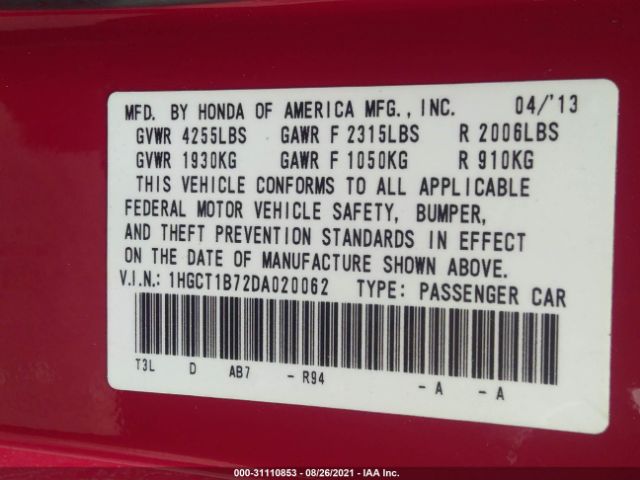 MFD. BY HONDA OF AMERICA MFG., INC. 04/'13
GVWR 4255LBS GAWR F 2315LBS R 2006LBS
GVWR 1930KG GAWR F 1050KG R 910KG
THIS VEHICLE CONFORMS TO ALL APPLICABLE
FEDERAL MOTOR VEHICLE SAFETY, BUMPER,
AND THEFT PREVENTION STANDARDS IN EFFECT
ON THE DATE OF MANUFACTURE SHOWN ABOVE.
V.I.N.: 1HGCT1B72DA020062 TYPE: PASSENGER CAR
T3L D AB7 - R94 - A - A
000-31110853 - 08/26/2021 - IAA Inc.